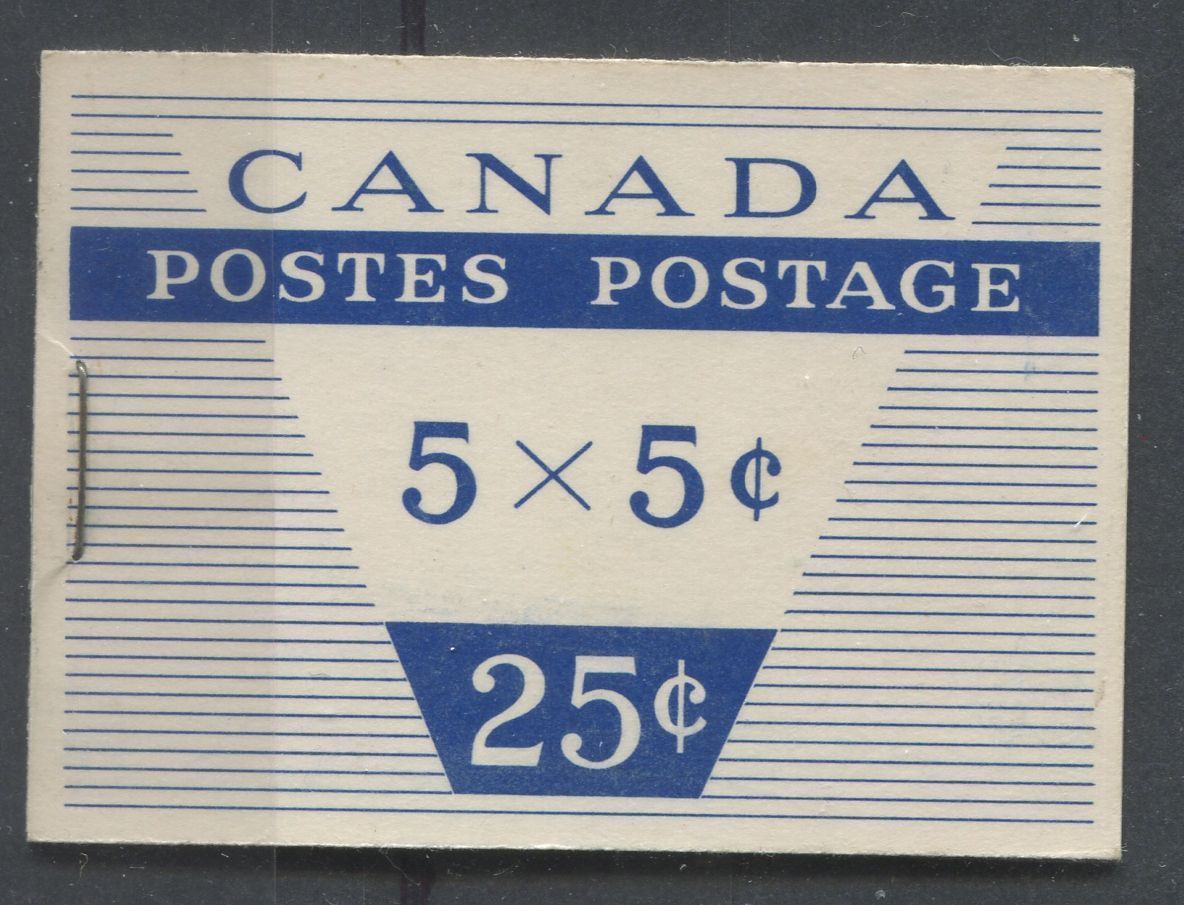 CANADA
POSTES POSTAGE
5 × 5¢
25¢